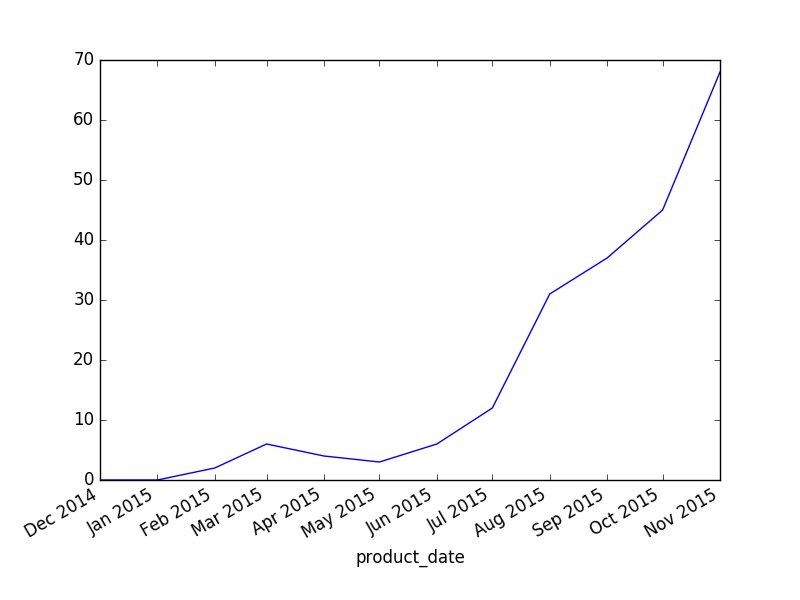 70
60
50
40
30
20
10
0
Dec 2014
Jan 2015
Feb 2015
Mar 2015
Apr 2015
May 2015
Jun 2015
Jul 2015
Aug 2015
Sep 2015
Oct 2015
Nov 2015
product_date